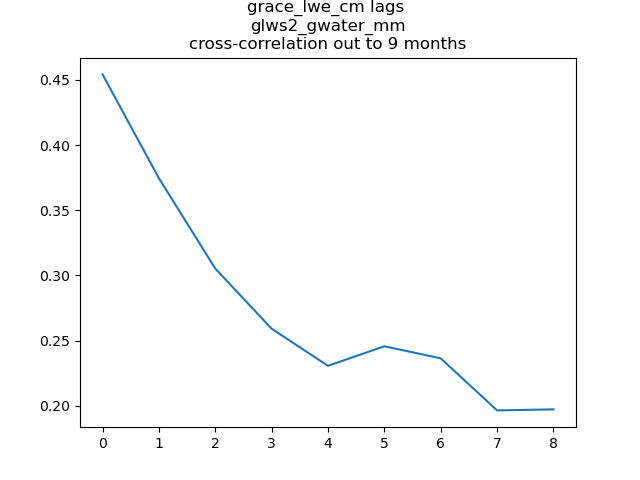 grace_lwe_cm lags
glws2_gwater_mm
cross-correlation out to 9 months
0.45
0.40
0.35
0.30
0.25
0.20
0 1 2 3 4 5 6 7 8